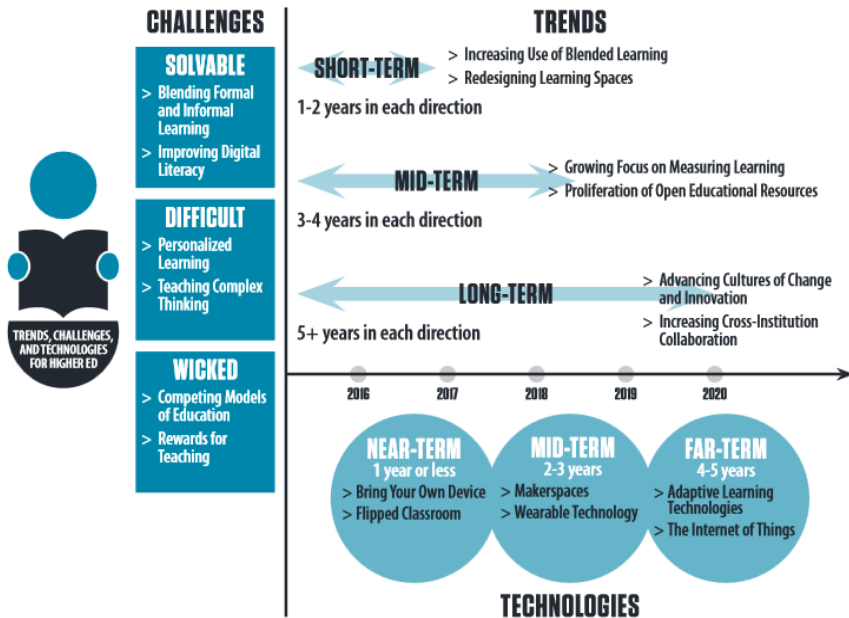 CHALLENGES
SOLVABLE
> Blending Formal
and Informal
Learning
> Improving Digital
Literacy
DIFFICULT
> Personalized
Learning
> Teaching Complex
Thinking
WICKED
> Competing Models
of Education
> Rewards for
Teaching
TRENDS, CHALLENGES,
AND TECHNOLOGIES
FOR HIGHER ED
TRENDS
SHORT-TERM
> Increasing Use of Blended Learning
> Redesigning Learning Spaces
1-2 years in each direction
MID-TERM
> Growing Focus on Measuring Learning
> Proliferation of Open Educational Resources
3-4 years in each direction
LONG-TERM
> Advancing Cultures of Change
and Innovation
> Increasing Cross-Institution
Collaboration
5+ years in each direction
2016 2017 2018 2019 2020
NEAR-TERM
1 year or less
> Bring Your Own Device
> Flipped Classroom
MID-TERM
2-3 years
> Makerspaces
> Wearable Technology
FAR-TERM
4-5 years
> Adaptive Learning
Technologies
> The Internet of Things
TECHNOLOGIES